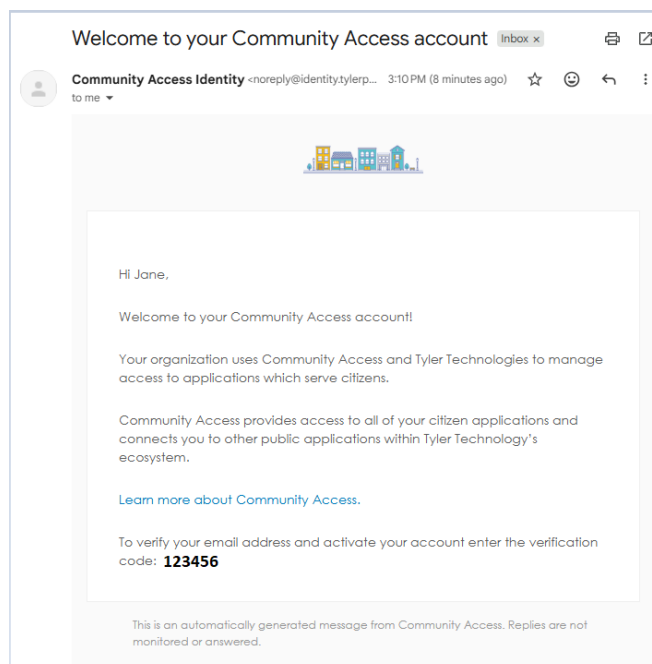 Welcome to your Community Access account Inbox ×
Community Access Identity <noreply@identity.tylerp... 3:10 PM (8 minutes ago)
to me
Hi Jane,
Welcome to your Community Access account!
Your organization uses Community Access and Tyler Technologies to manage
access to applications which serve citizens.
Community Access provides access to all of your citizen applications and
connects you to other public applications within Tyler Technology's
ecosystem.
Learn more about Community Access.
To verify your email address and activate your account enter the verification
code: 123456
This is an automatically generated message from Community Access. Replies are not
monitored or answered.